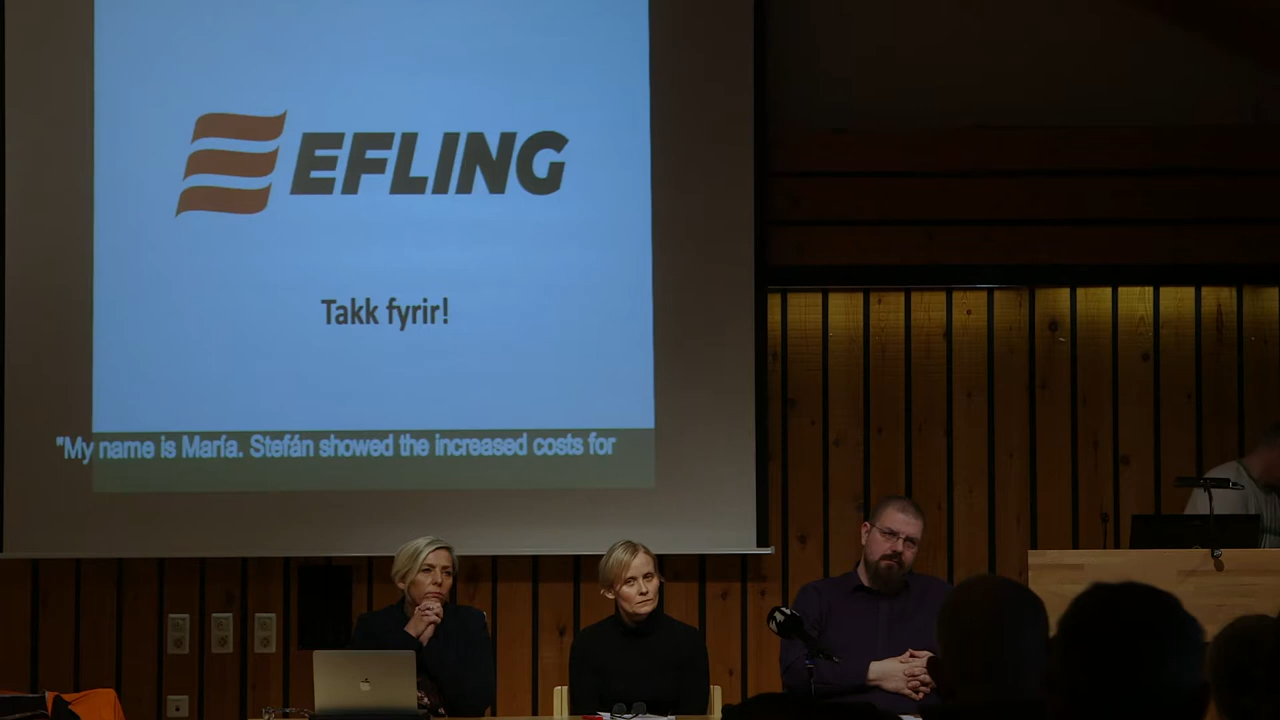 EFLING
Takk fyrir!
"My name is María. Stefán showed the increased costs for